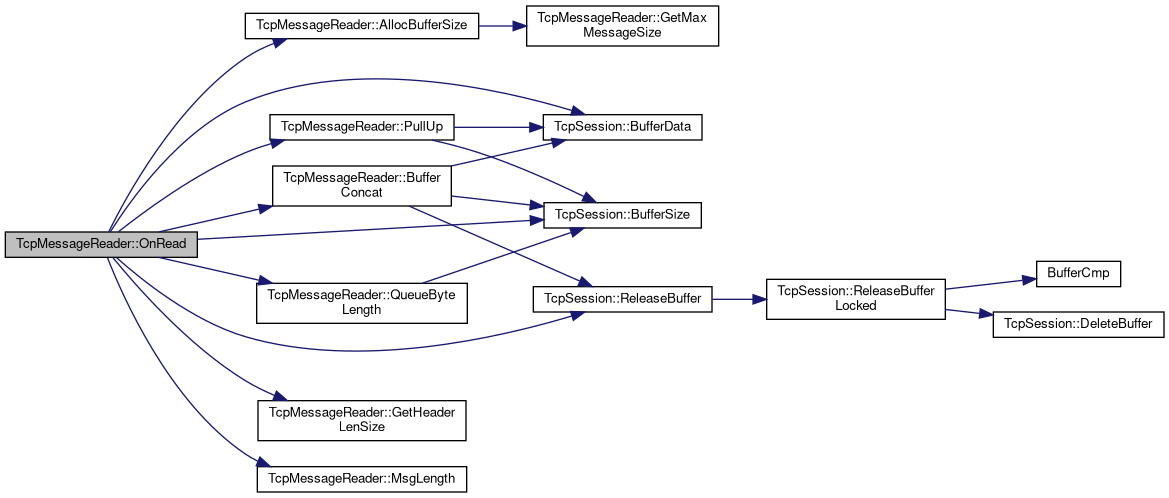 TcpMessageReader::OnRead
TcpMessageReader::AllocBufferSize
TcpMessageReader::GetMax
MessageSize
TcpMessageReader::PullUp
TcpSession::BufferData
TcpMessageReader::Buffer
Concat
TcpSession::BufferSize
TcpMessageReader::QueueByte
Length
TcpSession::ReleaseBuffer
TcpSession::ReleaseBuffer
Locked
BufferCmp
TcpSession::DeleteBuffer
TcpMessageReader::GetHeader
LenSize
TcpMessageReader::MsgLength